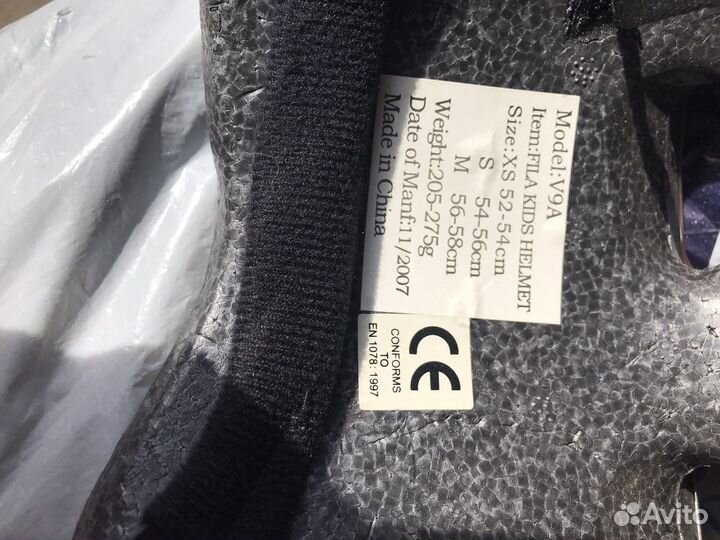 Model:V9A
Item:FILA KIDS HELMET
Size:XS 52-54cm
S 54-56cm
M 56-58cm
Weight:205-275g
Date of Manf:11/2007
Made in China
CE
CONFORMS
TO
EN 1078 : 1997
Avito